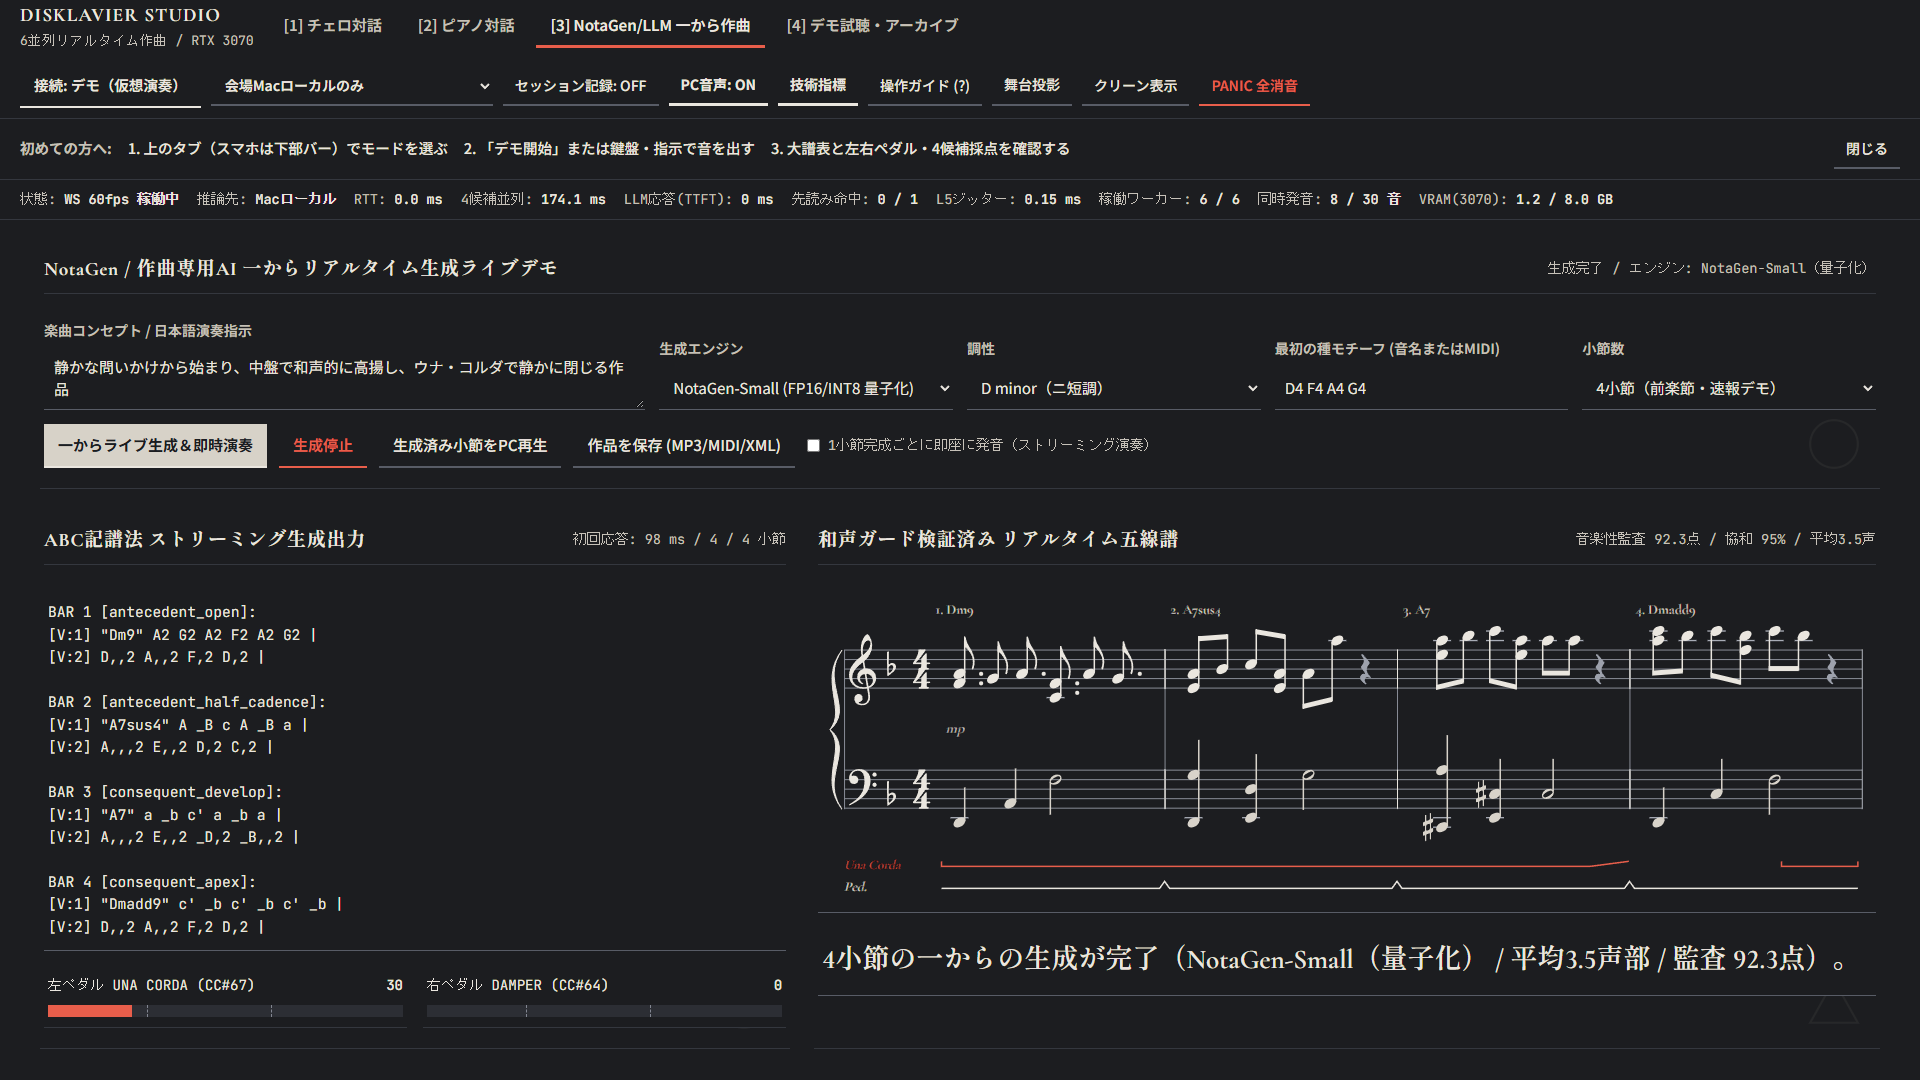 DISKLAVIER STUDIO
6並列リアルタイム作曲 / RTX 3070
[1] チェロ対話
[2] ピアノ対話
[3] NotaGen/LLM 一から作曲
[4] デモ試聴・アーカイブ
接続: デモ（仮想演奏）
会場Macローカルのみ
セッション記録: OFF
PC音声: ON
技術指標
操作ガイド (?)
舞台投影
クリーン表示
PANIC 全消音
初めての方へ: 1. 上のタブ（スマホは下部バー）でモードを選ぶ 2. 「デモ開始」または鍵盤・指示で音を出す 3. 大譜表と左右ペダル・4候補採点を確認する
閉じる
状態: WS 60fps 稼働中 推論先: Macローカル RTT: 0.0 ms 4候補並列: 174.1 ms LLM応答(TTFT): 0 ms 先読み命中: 0 / 1 L5ジッター: 0.15 ms 稼働ワーカー: 6 / 6 同時発音: 8 / 30 音 VRAM(3070): 1.2 / 8.0 GB
NotaGen / 作曲専用AI 一からリアルタイム生成ライブデモ
生成完了 / エンジン: NotaGen-Small（量子化）
楽曲コンセプト / 日本語演奏指示
静かな問いかけから始まり、中盤で和声的に高揚し、ウナ・コルダで静かに閉じる作
品
生成エンジン
NotaGen-Small (FP16/INT8 量子化)
調性
D minor（ニ短調）
最初の種モチーフ (音名またはMIDI)
D4 F4 A4 G4
小節数
4小節（前楽節・速報デモ）
一からライブ生成＆即時演奏
生成停止
生成済み小節をPC再生
作品を保存 (MP3/MIDI/XML)
1小節完成ごとに即座に発音（ストリーミング演奏）
ABC記譜法 ストリーミング生成出力
初回応答: 98 ms / 4 / 4 小節
BAR 1 [antecedent_open]:
[V:1] "Dm9" A2 G2 A2 F2 A2 G2 |
[V:2] D,,2 A,,2 F,2 D,2 |
BAR 2 [antecedent_half_cadence]:
[V:1] "A7sus4" A _B c A _B a |
[V:2] A,,,2 E,,2 D,2 C,2 |
BAR 3 [consequent_develop]:
[V:1] "A7" a _b c' a _b a |
[V:2] A,,,2 E,,2 _D,2 _B,,2 |
BAR 4 [consequent_apex]:
[V:1] "Dmadd9" c' _b c' _b c' _b |
[V:2] D,,2 A,,2 F,2 D,2 |
左ペダル UNA CORDA (CC#67) 30
右ペダル DAMPER (CC#64) 0
和声ガード検証済み リアルタイム五線譜
音楽性監査 92.3点 / 協和 95% / 平均3.5声
1. Dm9
2. A7sus4
3. A7
4. Dmadd9
mp
Una Corda
Ped.
4小節の一からの生成が完了（NotaGen-Small（量子化） / 平均3.5声部 / 監査 92.3点）。